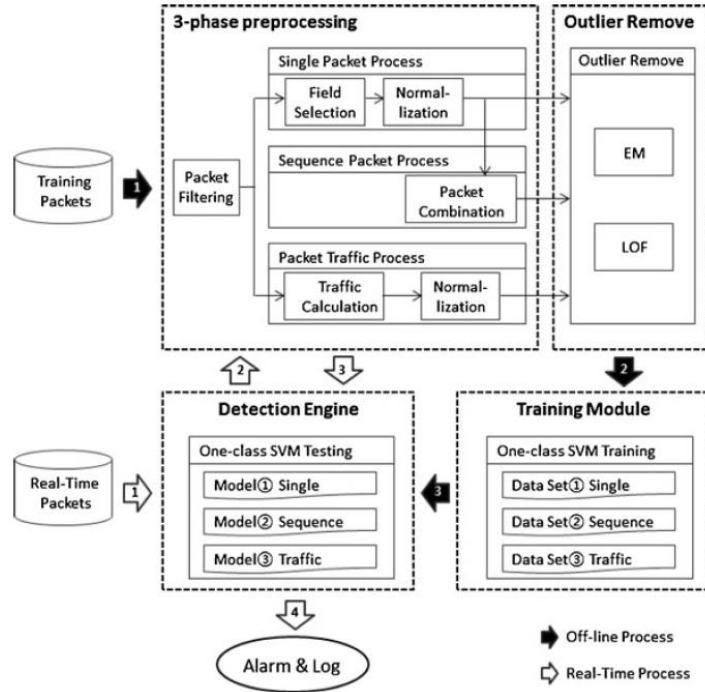 3-phase preprocessing
Outlier Remove
Single Packet Process
Field
Selection
Normal-
lization
Outlier Remove
EM
LOF
Training
Packets
1
Packet
Filtering
Sequence Packet Process
Packet
Combination
Packet Traffic Process
Traffic
Calculation
Normal-
lization
2
3
2
Detection Engine
Training Module
Real-Time
Packets
1
One-class SVM Testing
Model① Single
Model② Sequence
Model③ Traffic
3
One-class SVM Training
Data Set① Single
Data Set② Sequence
Data Set③ Traffic
4
Alarm & Log
Off-line Process
Real-Time Process